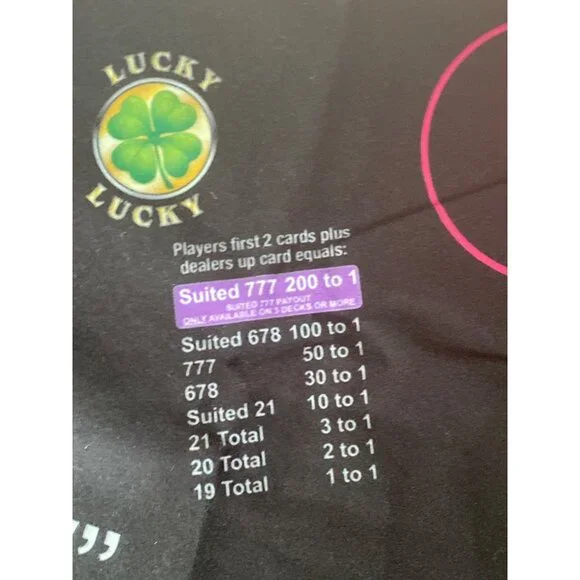 LUCKY
LUCKY
Players first 2 cards plus
dealers up card equals:
Suited 777 200 to 1
SUITED 777 PAYOUT
ONLY AVAILABLE ON 3 DECKS OR MORE
Suited 678 100 to 1
777 50 to 1
678 30 to 1
Suited 21 10 to 1
21 Total 3 to 1
20 Total 2 to 1
19 Total 1 to 1
”